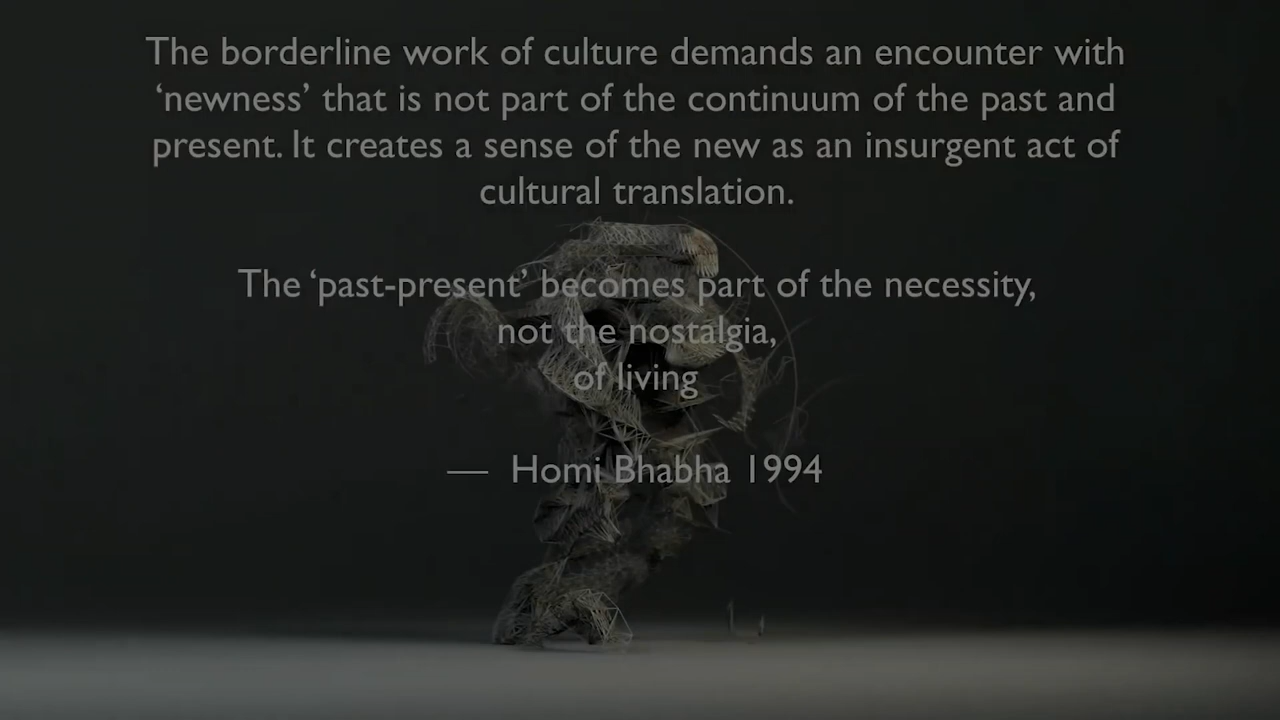 The borderline work of culture demands an encounter with
‘newness’ that is not part of the continuum of the past and
present. It creates a sense of the new as an insurgent act of
cultural translation.
The ‘past-present’ becomes part of the necessity,
not the nostalgia,
of living
— Homi Bhabha 1994